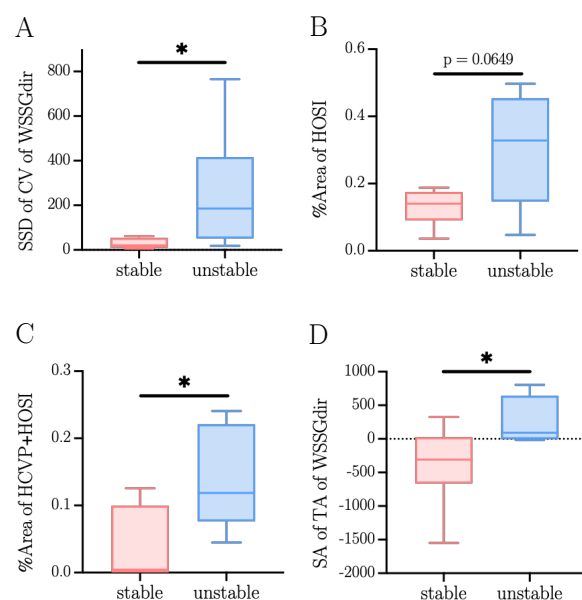 A
SSD of CV of WSSGdir
800
600
400
200
0
*
stable
unstable
B
%Area of HOSI
0.6
0.4
0.2
0.0
p = 0.0649
stable
unstable
C
%Area of HCVP+HOSI
0.3
0.2
0.1
0.0
*
stable
unstable
D
SA of TA of WSSGdir
1000
500
0
-500
-1000
-1500
-2000
*
stable
unstable